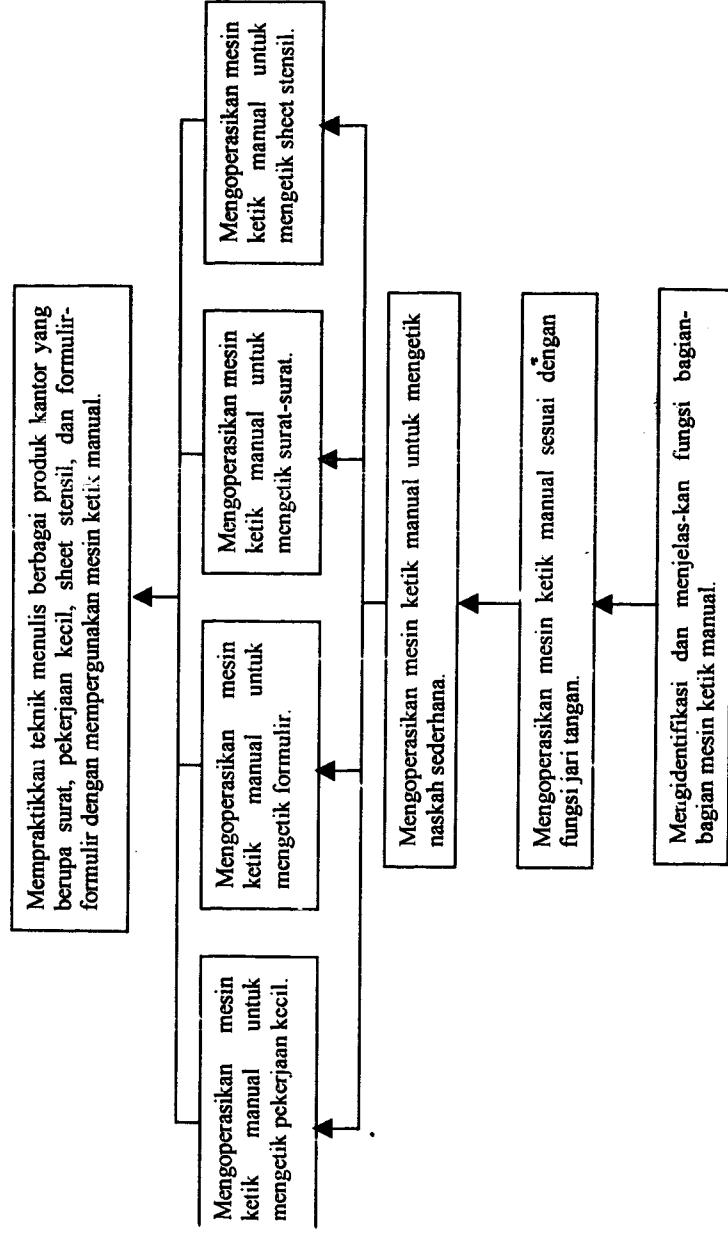 Mempraktikkan teknik menulis berbagai produk kantor yang
berupa surat, pekerjaan kecil, sheet stensil, dan formulir-
formulir dengan mempergunakan mesin ketik manual.
Mengoperasikan mesin
ketik manual untuk
mengetik pekerjaan kecil.
Mengoperasikan mesin
ketik manual untuk
mengetik formulir.
Mengoperasikan mesin
ketik manual untuk
mengetik surat-surat.
Mengoperasikan mesin
ketik manual untuk
mengetik sheet stensil.
Mengoperasikan mesin ketik manual untuk mengetik
naskah sederhana.
Mengoperasikan mesin ketik manual sesuai dengan
fungsi jari tangan.
Mengidentifikasi dan menjelas-kan fungsi bagian-
bagian mesin ketik manual.